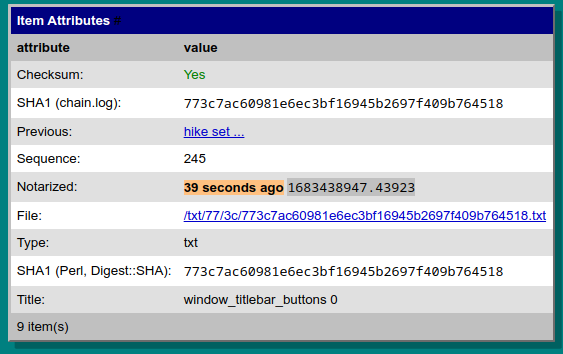 Item Attributes #
attribute value
Checksum: Yes
SHA1 (chain.log): 773c7ac60981e6ec3bf16945b2697f409b764518
Previous: hike set ...
Sequence: 245
Notarized: 39 seconds ago 1683438947.43923
File: /txt/77/3c/773c7ac60981e6ec3bf16945b2697f409b764518.txt
Type: txt
SHA1 (Perl, Digest::SHA): 773c7ac60981e6ec3bf16945b2697f409b764518
Title: window_titlebar_buttons 0
9 item(s)